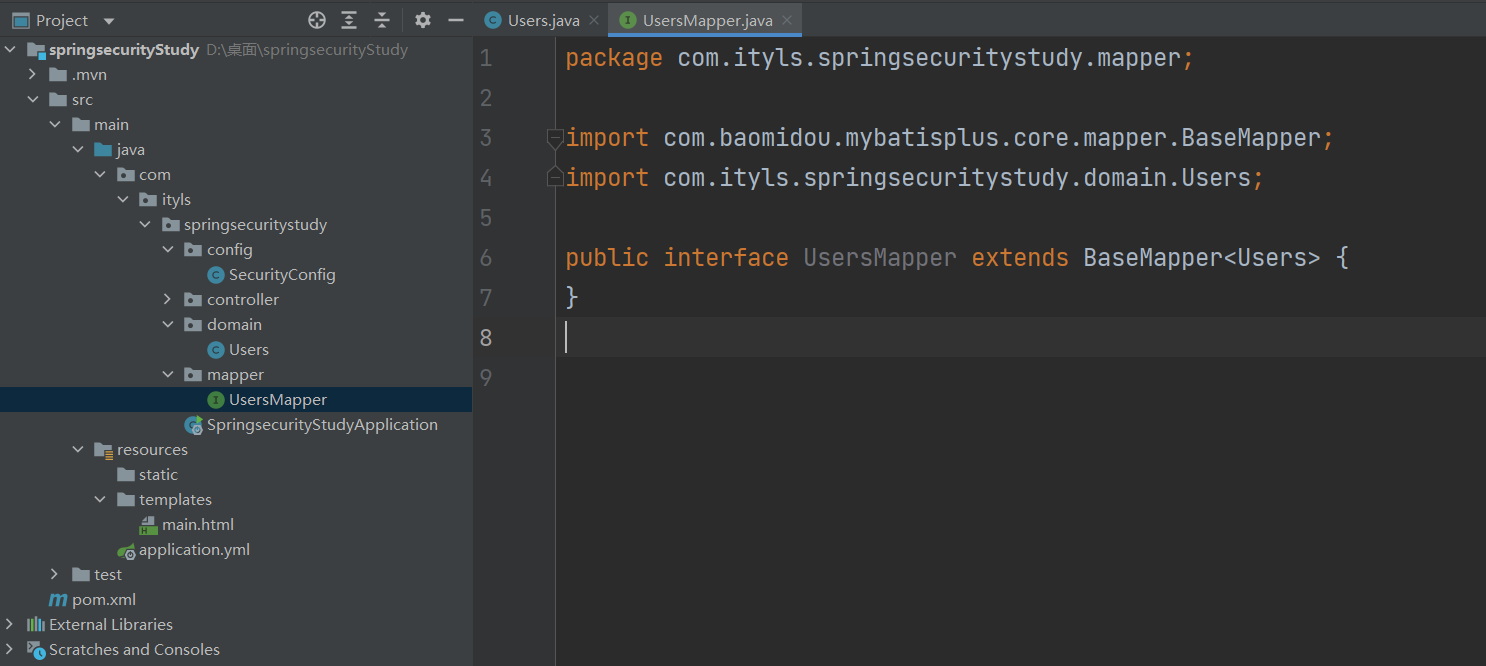 Project
Users.java
UsersMapper.java
springsecurityStudy D:\桌面\springsecurityStudy
.mvn
src
main
java
com
ityls
springsecuritystudy
config
SecurityConfig
controller
domain
Users
mapper
UsersMapper
SpringsecurityStudyApplication
resources
static
templates
main.html
application.yml
test
pom.xml
External Libraries
Scratches and Consoles
1 package com.ityls.springsecuritystudy.mapper;
2
3 import com.baomidou.mybatisplus.core.mapper.BaseMapper;
4 import com.ityls.springsecuritystudy.domain.Users;
5
6 public interface UsersMapper extends BaseMapper<Users> {
7 }
8
9